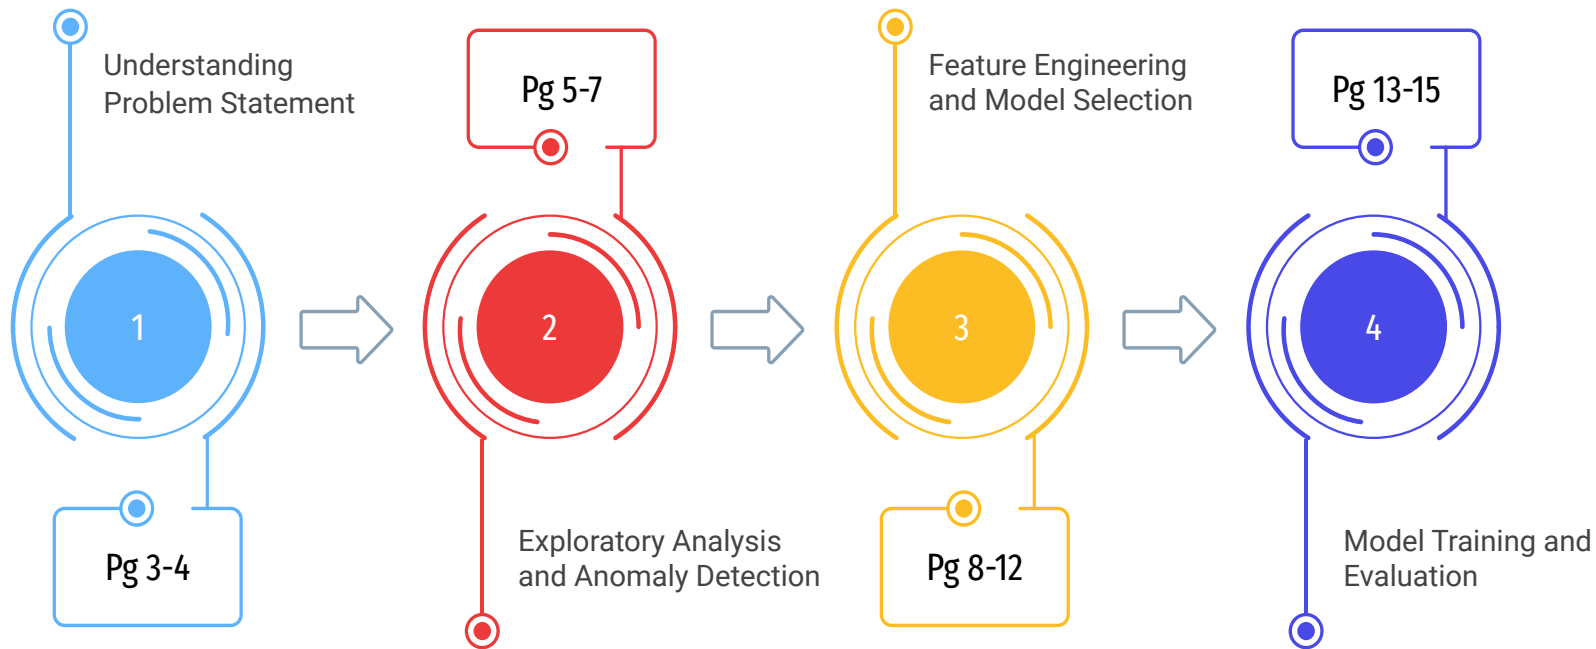 Understanding
Problem Statement
1
Pg 3-4
Pg 5-7
2
Exploratory Analysis
and Anomaly Detection
Feature Engineering
and Model Selection
3
Pg 8-12
Pg 13-15
4
Model Training and
Evaluation